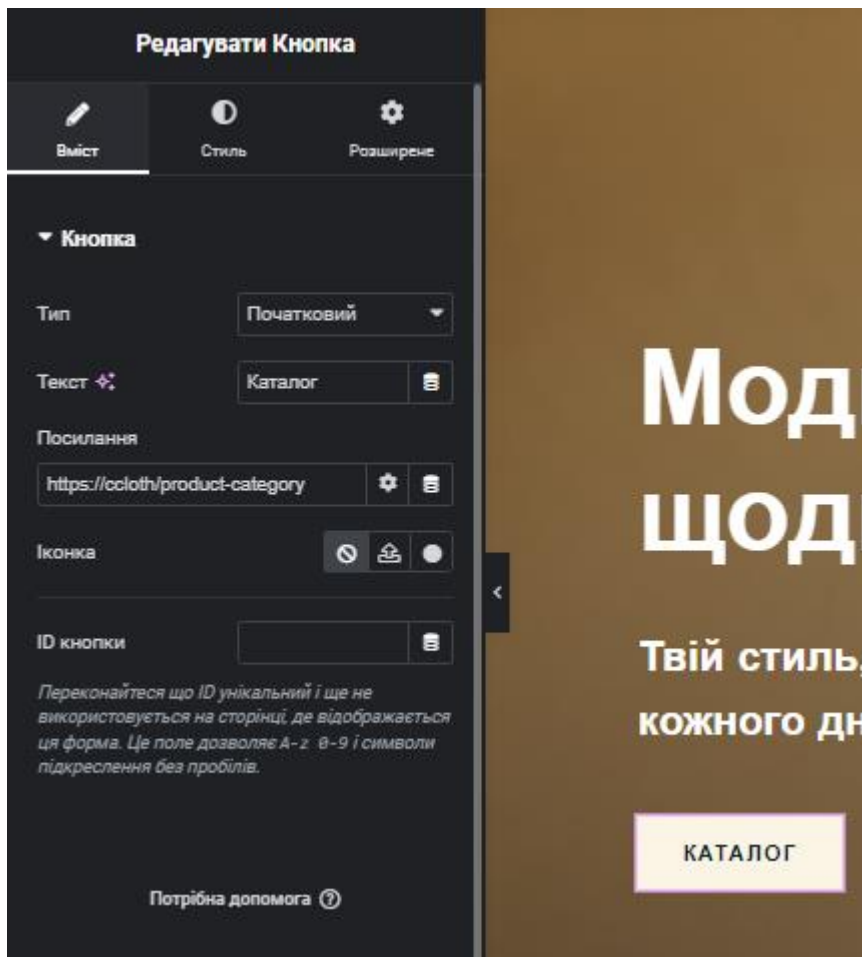 Редагувати Кнопка
Вміст
Стиль
Розширене
Кнопка
Тип
Початковий
Текст
Каталог
Посилання
https://ccloth/product-category
Іконка
ID кнопки
Переконайтеся що ID унікальний і ще не
використовується на сторінці, де відображається
ця форма. Це поле дозволяє A-z 0-9 і символи
підкреслення без пробілів.
Потрібна допомога
щод
Твій стиль,
кожного дн
КАТАЛОГ